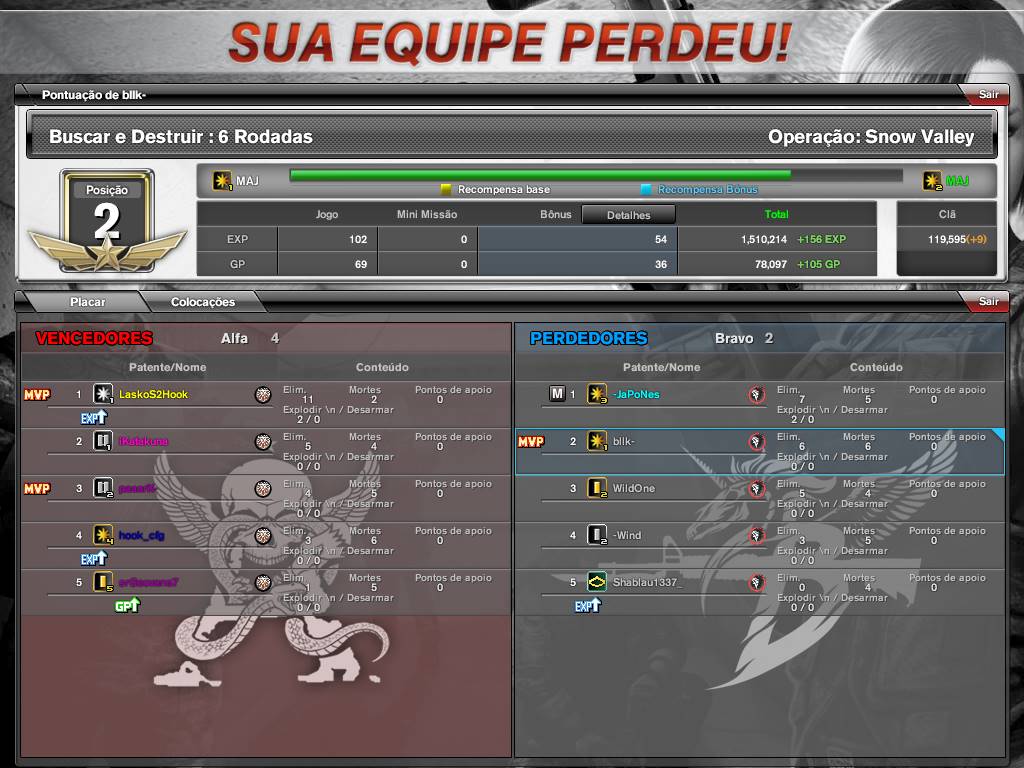 SUA EQUIPE PERDEU!
Pontuação de bllk-
Sair
Buscar e Destruir : 6 Rodadas
Operação: Snow Valley
Posição
2
1 MAJ
Recompensa base
Recompensa Bônus
2 MAJ
Jogo Mini Missão Bônus Detalhes Total Clã
EXP 102 0 54 1,510,214 +156 EXP 119,595(+9)
GP 69 0 36 78,097 +105 GP
Placar Colocações Sair
VENCEDORES Alfa 4
Patente/Nome Conteúdo
MVP 1 LaskoS2Hook Elim. 11 Mortes 2 Pontos de apoio 0
EXP Explodir \n / Desarmar 2 / 0
2 Elim. 5 Mortes 4 Pontos de apoio 0
Explodir \n / Desarmar 0 / 0
MVP 3 Elim. 4 Mortes 5 Pontos de apoio 0
Explodir \n / Desarmar 0 / 0
4 hook_cfg Elim. 3 Mortes 6 Pontos de apoio 0
EXP Explodir \n / Desarmar 0 / 0
5 Elim. 1 Mortes 5 Pontos de apoio 0
GP Explodir \n / Desarmar 0 / 0
PERDEDORES Bravo 2
Patente/Nome Conteúdo
M 1 -JaPoNes Elim. 7 Mortes 5 Pontos de apoio 0
Explodir \n / Desarmar 2 / 0
MVP 2 bllk- Elim. 6 Mortes 6 Pontos de apoio 0
Explodir \n / Desarmar 0 / 0
3 WildOne Elim. 5 Mortes 4 Pontos de apoio 0
Explodir \n / Desarmar 0 / 0
4 -Wind Elim. 3 Mortes 5 Pontos de apoio 0
Explodir \n / Desarmar 0 / 0
5 Shablau1337_ Elim. 0 Mortes 4 Pontos de apoio 0
EXP Explodir \n / Desarmar 0 / 0